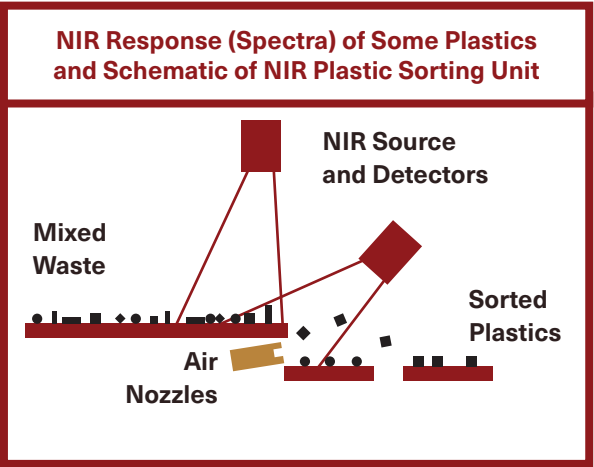 NIR Response (Spectra) of Some Plastics
and Schematic of NIR Plastic Sorting Unit
NIR Source
and Detectors
Mixed
Waste
Sorted
Plastics
Air
Nozzles